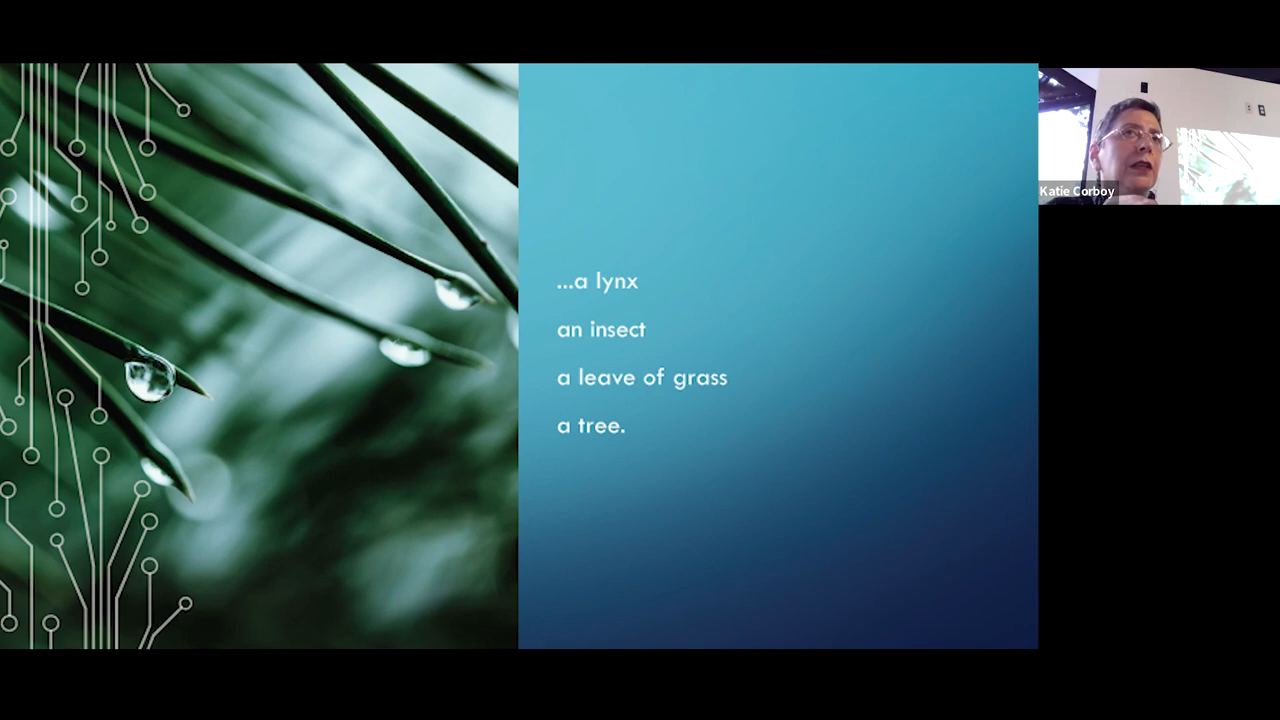 ...a lynx
an insect
a leave of grass
a tree.
Katie Corboy